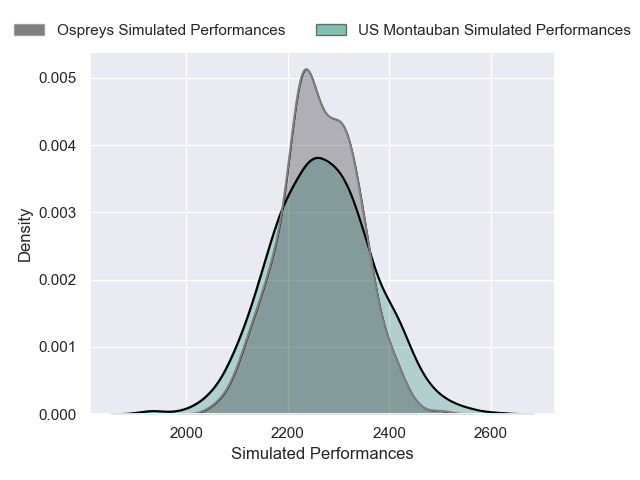 Ospreys Simulated Performances
US Montauban Simulated Performances
0.005
0.004
0.003
0.002
0.001
0.000
Density
2000
2200
2400
2600
Simulated Performances